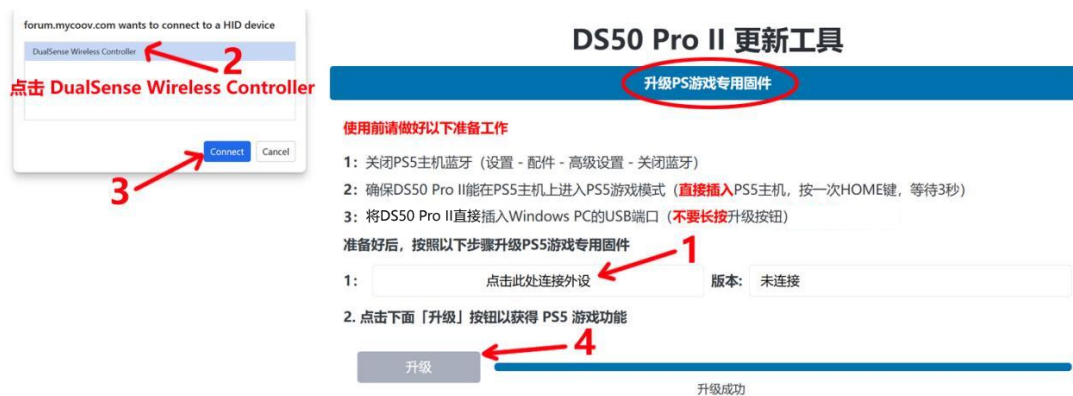 forum.mycoov.com wants to connect to a HID device
DualSense Wireless Controller
2
点击 DualSense Wireless Controller
Connect
Cancel
3
DS50 Pro II 更新工具
升级PS游戏专用固件
使用前请做好以下准备工作
1: 关闭PS5主机蓝牙（设置 - 配件 - 高级设置 - 关闭蓝牙）
2: 确保DS50 Pro II能在PS5主机上进入PS5游戏模式（直接插入PS5主机，按一次HOME键，等待3秒）
3: 将DS50 Pro II直接插入Windows PC的USB端口（不要长按升级按钮）
准备好后，按照以下步骤升级PS5游戏专用固件
1
1: 点击此处连接外设 版本: 未连接
2. 点击下面「升级」按钮以获得 PS5 游戏功能
升级
4
升级成功